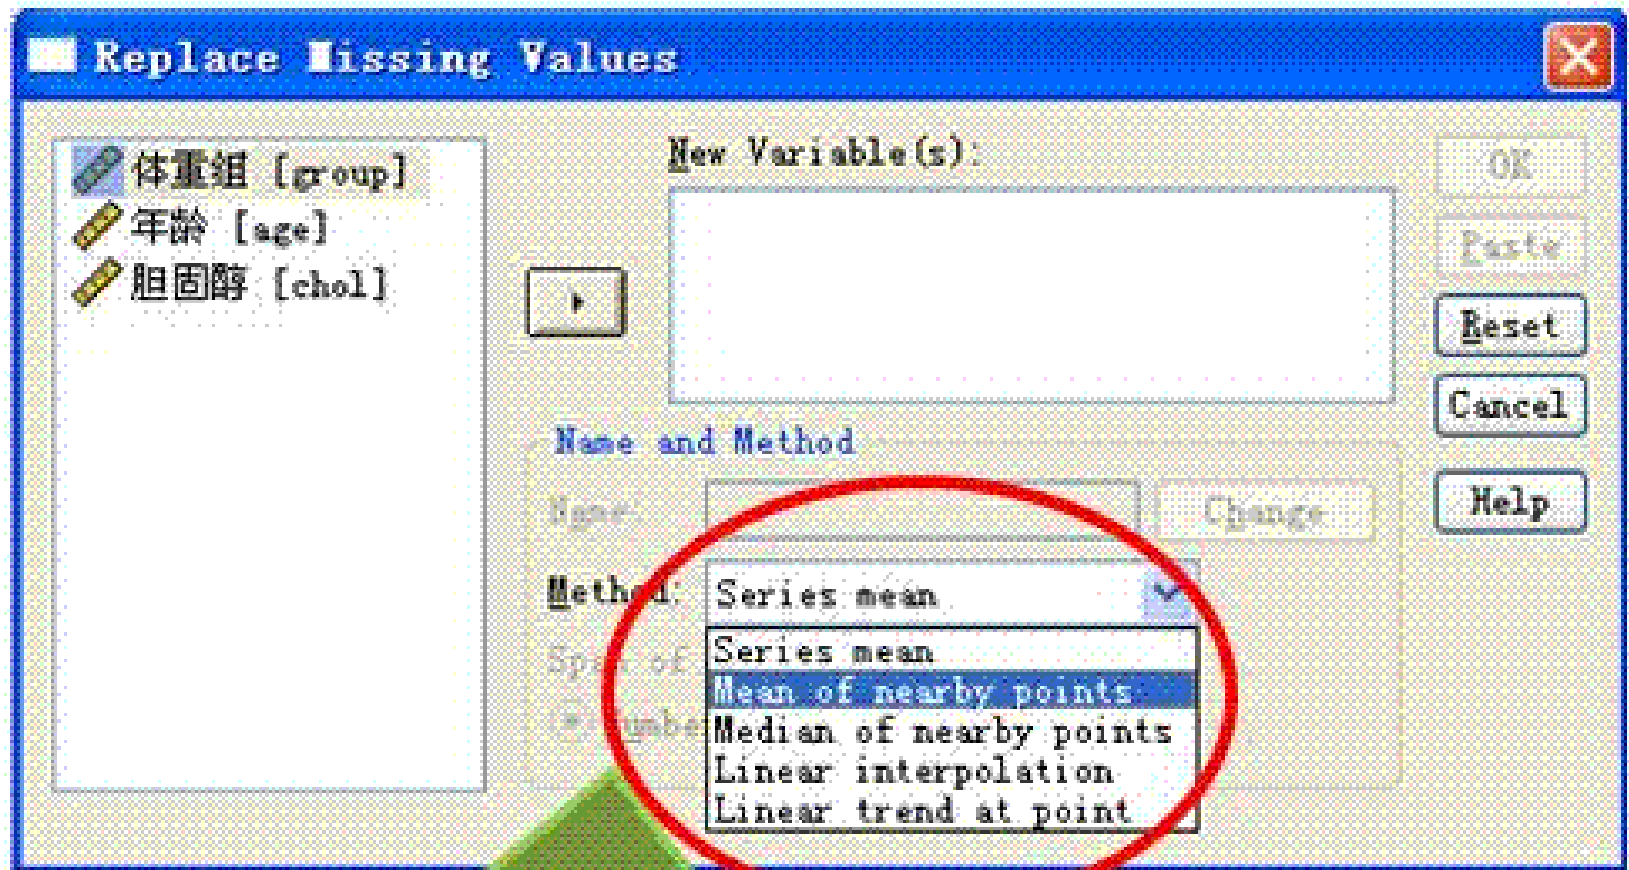 Replace Missing Values
体重组 [group]
年龄 [age]
胆固醇 [chol]
New Variable(s):
OK
Paste
Reset
Cancel
Help
Name and Method
Name:
Change
Method:
Series mean
Span of
Series mean
Mean of nearby points
Median of nearby points
Linear interpolation
Linear trend at point